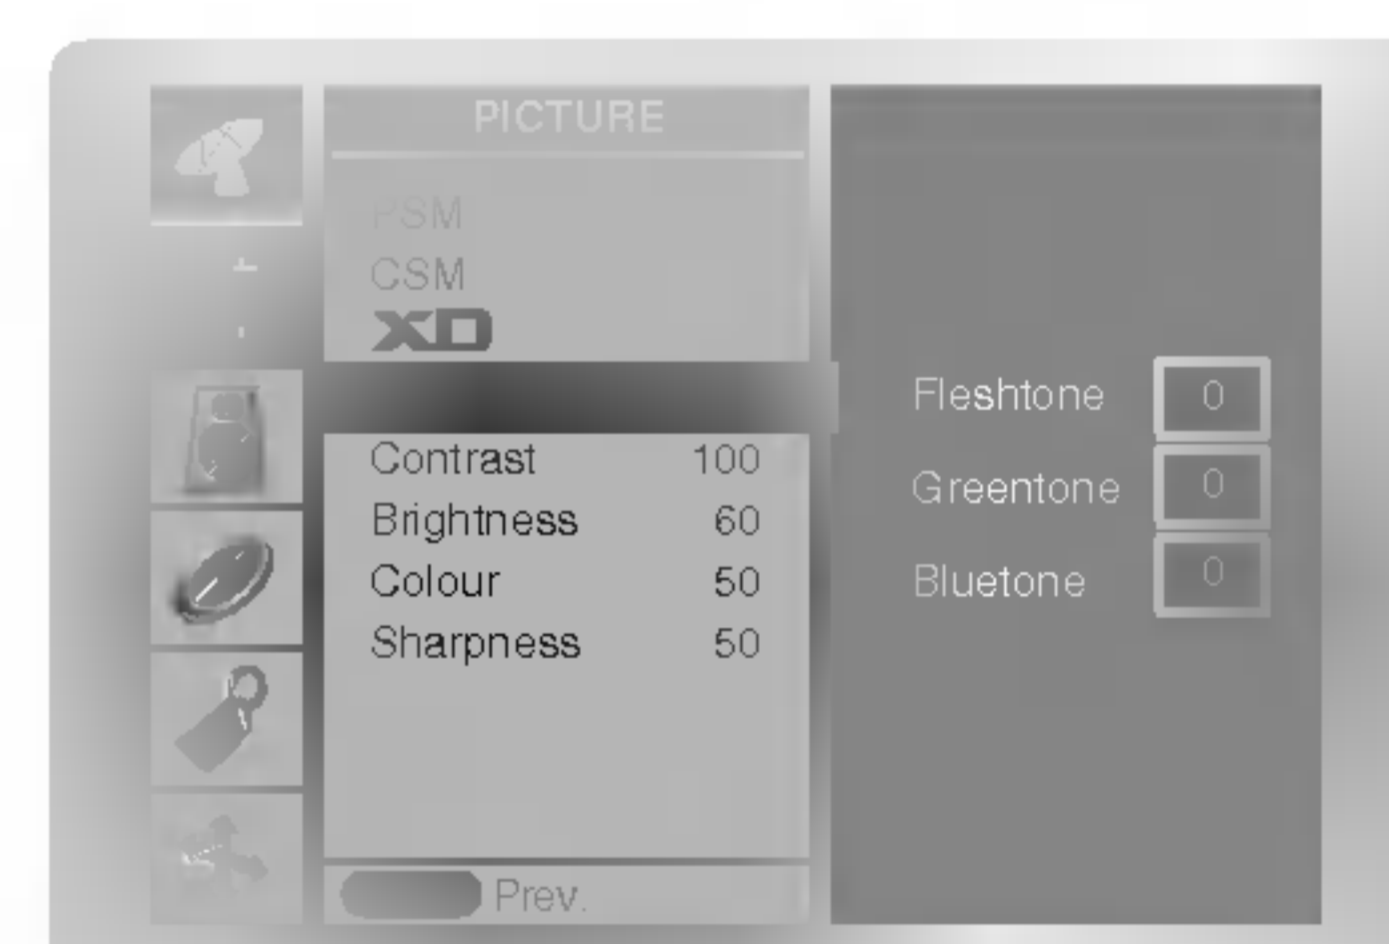 PICTURE
PSM
CSM
XD
Contrast 100
Brightness 60
Colour 50
Sharpness 50
Prev.
Fleshtone 0
Greentone 0
Bluetone 0